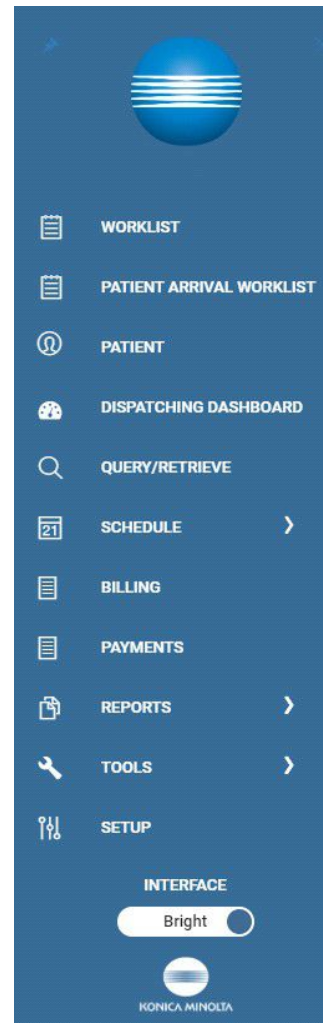 WORKLIST
PATIENT ARRIVAL WORKLIST
PATIENT
DISPATCHING DASHBOARD
QUERY/RETRIEVE
21 SCHEDULE
BILLING
PAYMENTS
REPORTS
TOOLS
SETUP
INTERFACE
Bright
KONICA MINOLTA